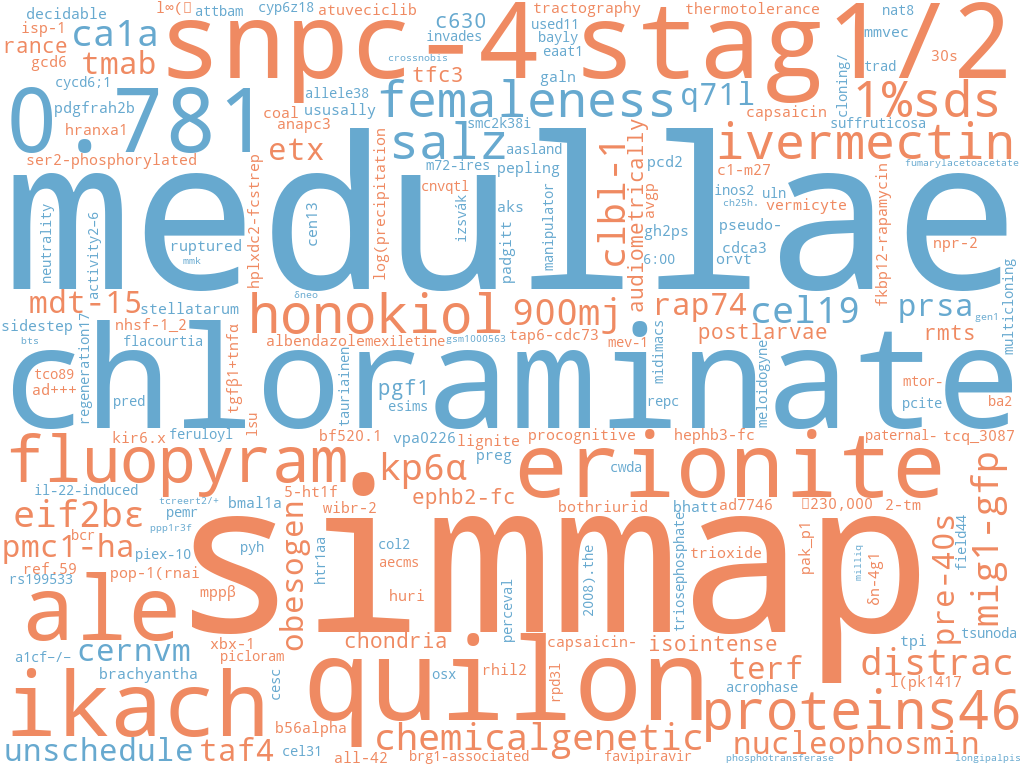 decidable
l∞(
attbam
cyp6z18
atuveciclib
c630
tractography
thermotolerance
nat8
isp-1
ca1a
snpc-4
invades
used11
bayly
stag1/2
mmvec
rance
gcd6
tmab
crossnobis
eaat1
30s
tfc3
trad
cycd6;1
galn
cloning/
0.781
pdgfrah2b
allele38
femaleness
q71l
1%sds
coal
ususally
capsaicin
hranxa1
anapc3
smc2k38i
suffruticosa
etx
salz
aasland
ivermectin
ser2-phosphorylated
m72-ires
pepling
pcd2
c1-m27
fumarylacetoacetate
medullae
hplxdc2-fcstrep
log(precipitation
cnvqtl
clbl-1
audiometrically
avgp
inos2
uln
ch25h.
vermicyte
fkbp12-rapamycin
neutrality
lactivity2–6
cen13
izsvák
aks
padgitt
manipulator
gh2ps
pseudo-
ruptured
cdca3
npr-2
mmk
6:00
orvt
multicloning
mdt-15
stellatarum
δneo
honokiol
900mj
rap74
cel19
prsa
gen1
sidestep
nhsf-1_2
regeneration17
bts
flacourtia
albendazolemexiletine
gsm1000563
tap6-cdc73
mev-1
postlarvae
rmts
chloraminate
tco89
ad+++
tgfβ1+tnfα
tauriainen
midimacs
meloidogyne
mtor-
pgf1
pred
esims
repc
pcite
ba2
lsu
kir6.x
feruloyl
bf520.1
vpa0226
lignite
procognitive
hephb3-fc
paternal-
tcq_3087
fluopyram.
kp6α
preg
erionite
cwda
mig1-gfp
il-22-induced
5-ht1f
ephb2-fc
tcreert2/+
bmal1a
wibr-2
bothriurid
bhatt
ad7746
230,000
2-tm
eif2bε
pemr
ppp1r3f
obesogen
simmap
triosephosphate
pre-40s
field44
bcr
pmc1-ha
piex-10
pyh
htr1aa
col2
2008).the
trioxide
pak_p1
milliq
δn-4g1
ref.59
aecms
rs199533
pop-1(rnai
ale
mppβ
huri
perceval
tsunoda
xbx-1
chondria
capsaicin-
isointense
tpi
a1cf−/−
cernvm
picloram
terf
distrac
brachyantha
cesc
quilon
osx
rhil2
rpd3l
acrophase
l(pk1417
ikach
b56alpha
proteins46
unschedule
taf4
cel31
chemicalgenetic
nucleophosmin
all-42
brg1-associated
favipiravir
phosphotransferase
longipalpis